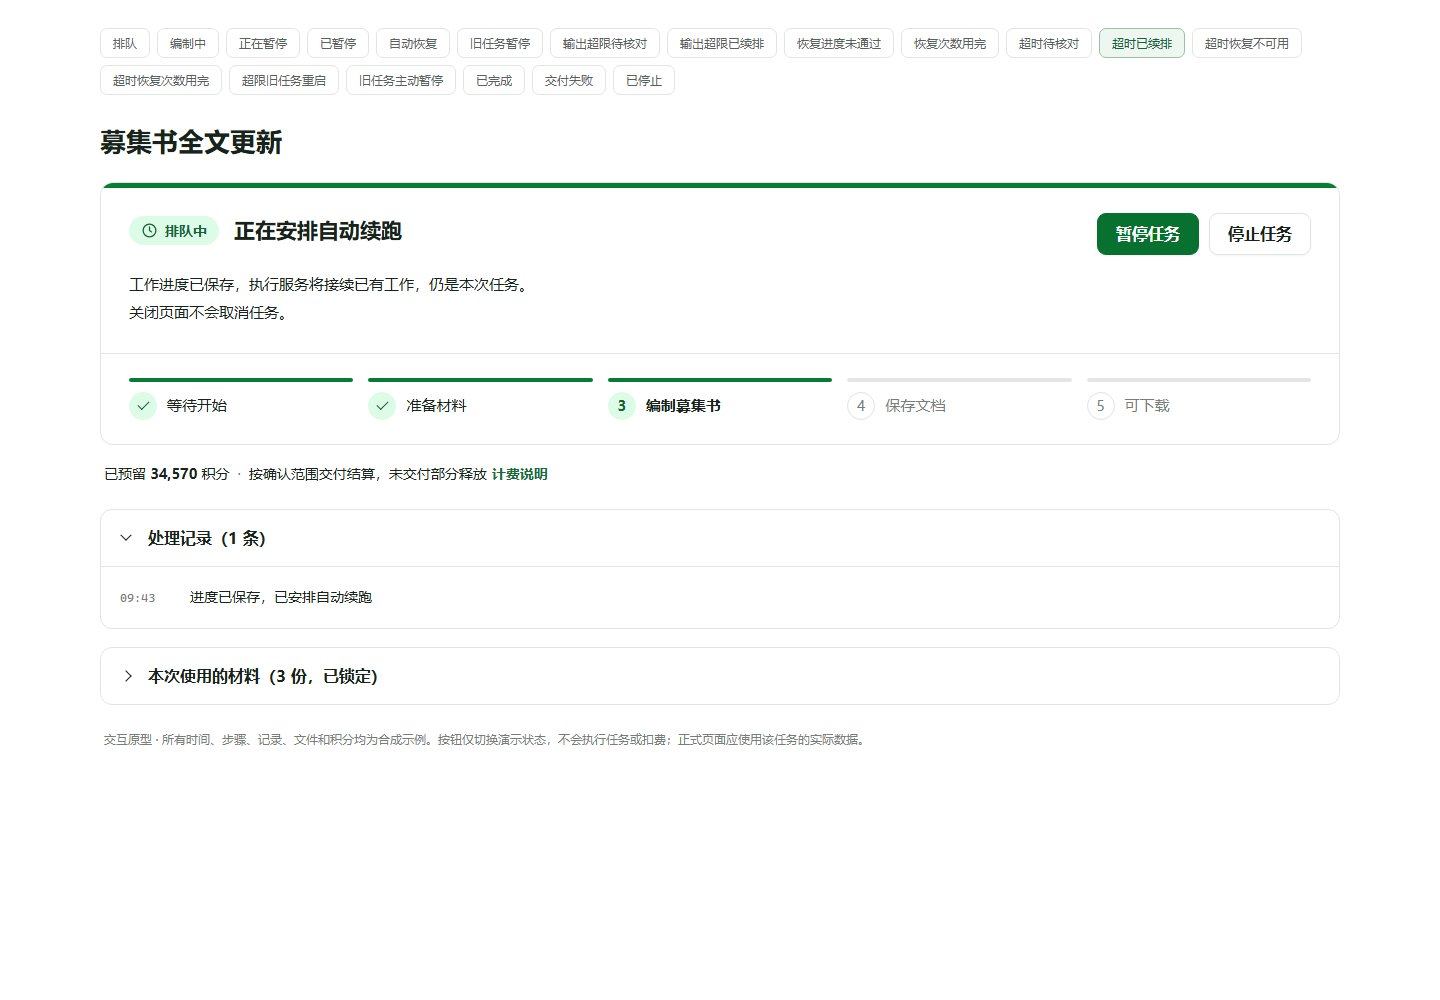 排队 编制中 正在暂停 已暂停 自动恢复 旧任务暂停 输出超限待核对 输出超限已续排 恢复进度未通过 恢复次数用完 超时待核对 超时已续排 超时恢复不可用
超时恢复次数用完 超限旧任务重启 旧任务主动暂停 已完成 交付失败 已停止
募集书全文更新
排队中 正在安排自动续跑 暂停任务 停止任务
工作进度已保存，执行服务将接续已有工作，仍是本次任务。
关闭页面不会取消任务。
等待开始 准备材料 3 编制募集书 4 保存文档 5 可下载
已预留 34,570 积分 · 按确认范围交付结算，未交付部分释放 计费说明
处理记录（1 条）
09:43 进度已保存，已安排自动续跑
本次使用的材料（3 份，已锁定）
交互原型 · 所有时间、步骤、记录、文件和积分均为合成示例。按钮仅切换演示状态，不会执行任务或扣费；正式页面应使用该任务的实际数据。